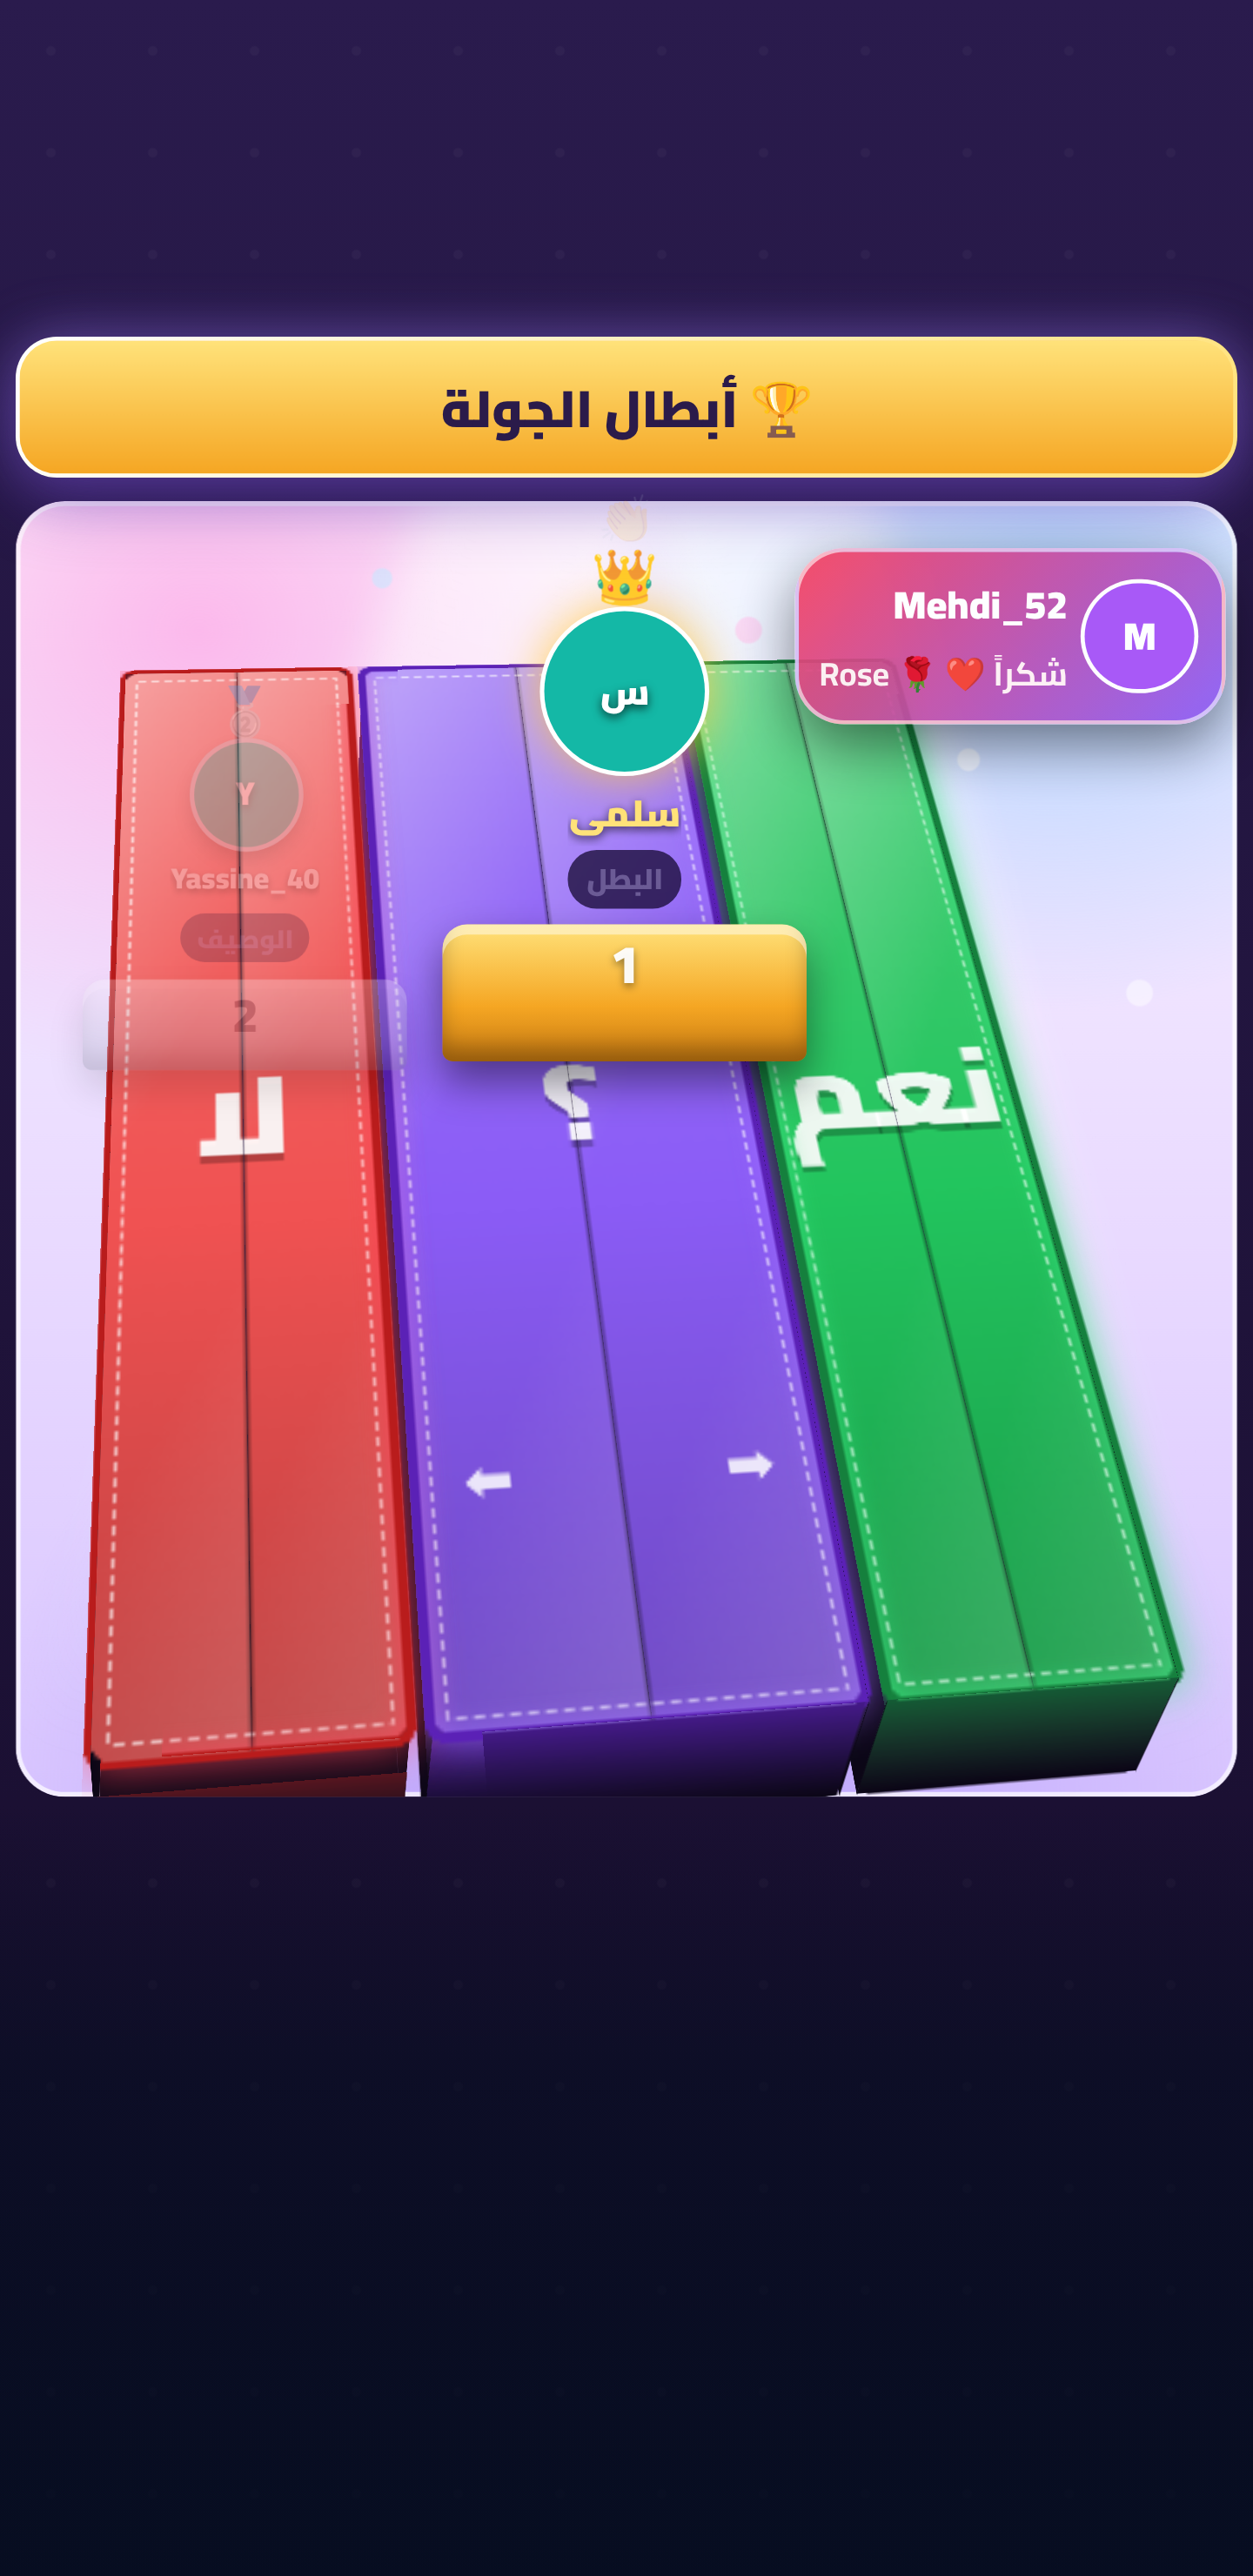 🏆 أبطال الجولة
👑
Mehdi_52
M
شكراً ❤️ 🌹 Rose
س
سلمى
البطل
1
🥈
Y
Yassine_40
الوصيف
2
نعم
؟
لا
⬅ ➡